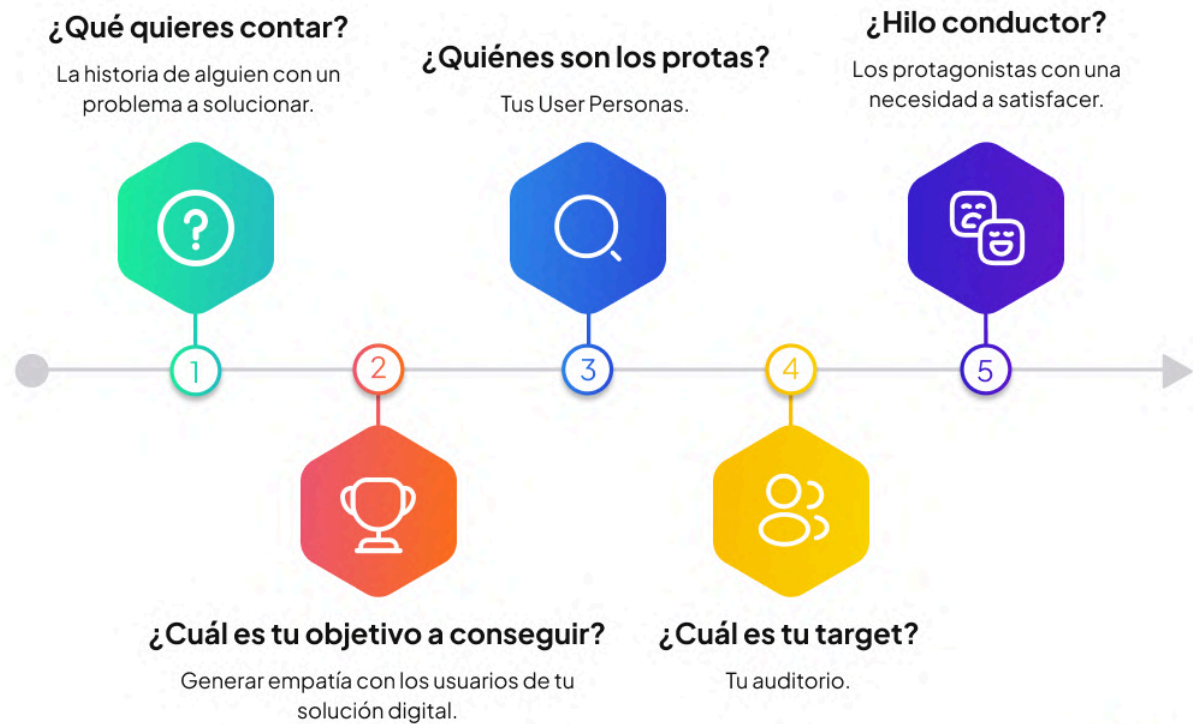 ¿Qué quieres contar?
La historia de alguien con un
problema a solucionar.
¿Quiénes son los protas?
Tus User Personas.
¿Hilo conductor?
Los protagonistas con una
necesidad a satisfacer.
?
1
2
3
4
5
¿Cuál es tu objetivo a conseguir?
Generar empatía con los usuarios de tu
solución digital.
¿Cuál es tu target?
Tu auditorio.